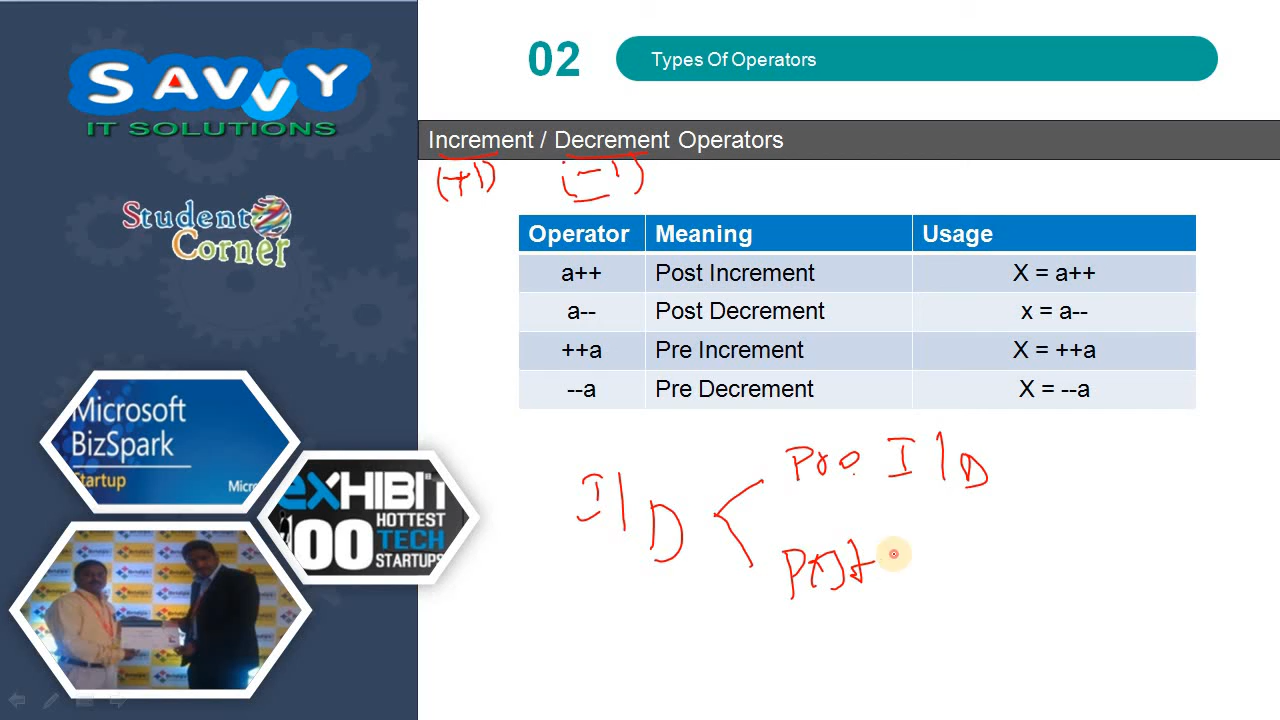 SAVVY
IT SOLUTIONS
Student
Corner
Microsoft
BizSpark
Startup
Micros
eXHIBIT
100 HOTTEST
TECH
STARTUPS
02
Types Of Operators
Increment / Decrement Operators
(+1) (-1)
Operator Meaning Usage
a++ Post Increment X = a++
a-- Post Decrement x = a--
++a Pre Increment X = ++a
--a Pre Decrement X = --a
I/D
Pre I/D
Post